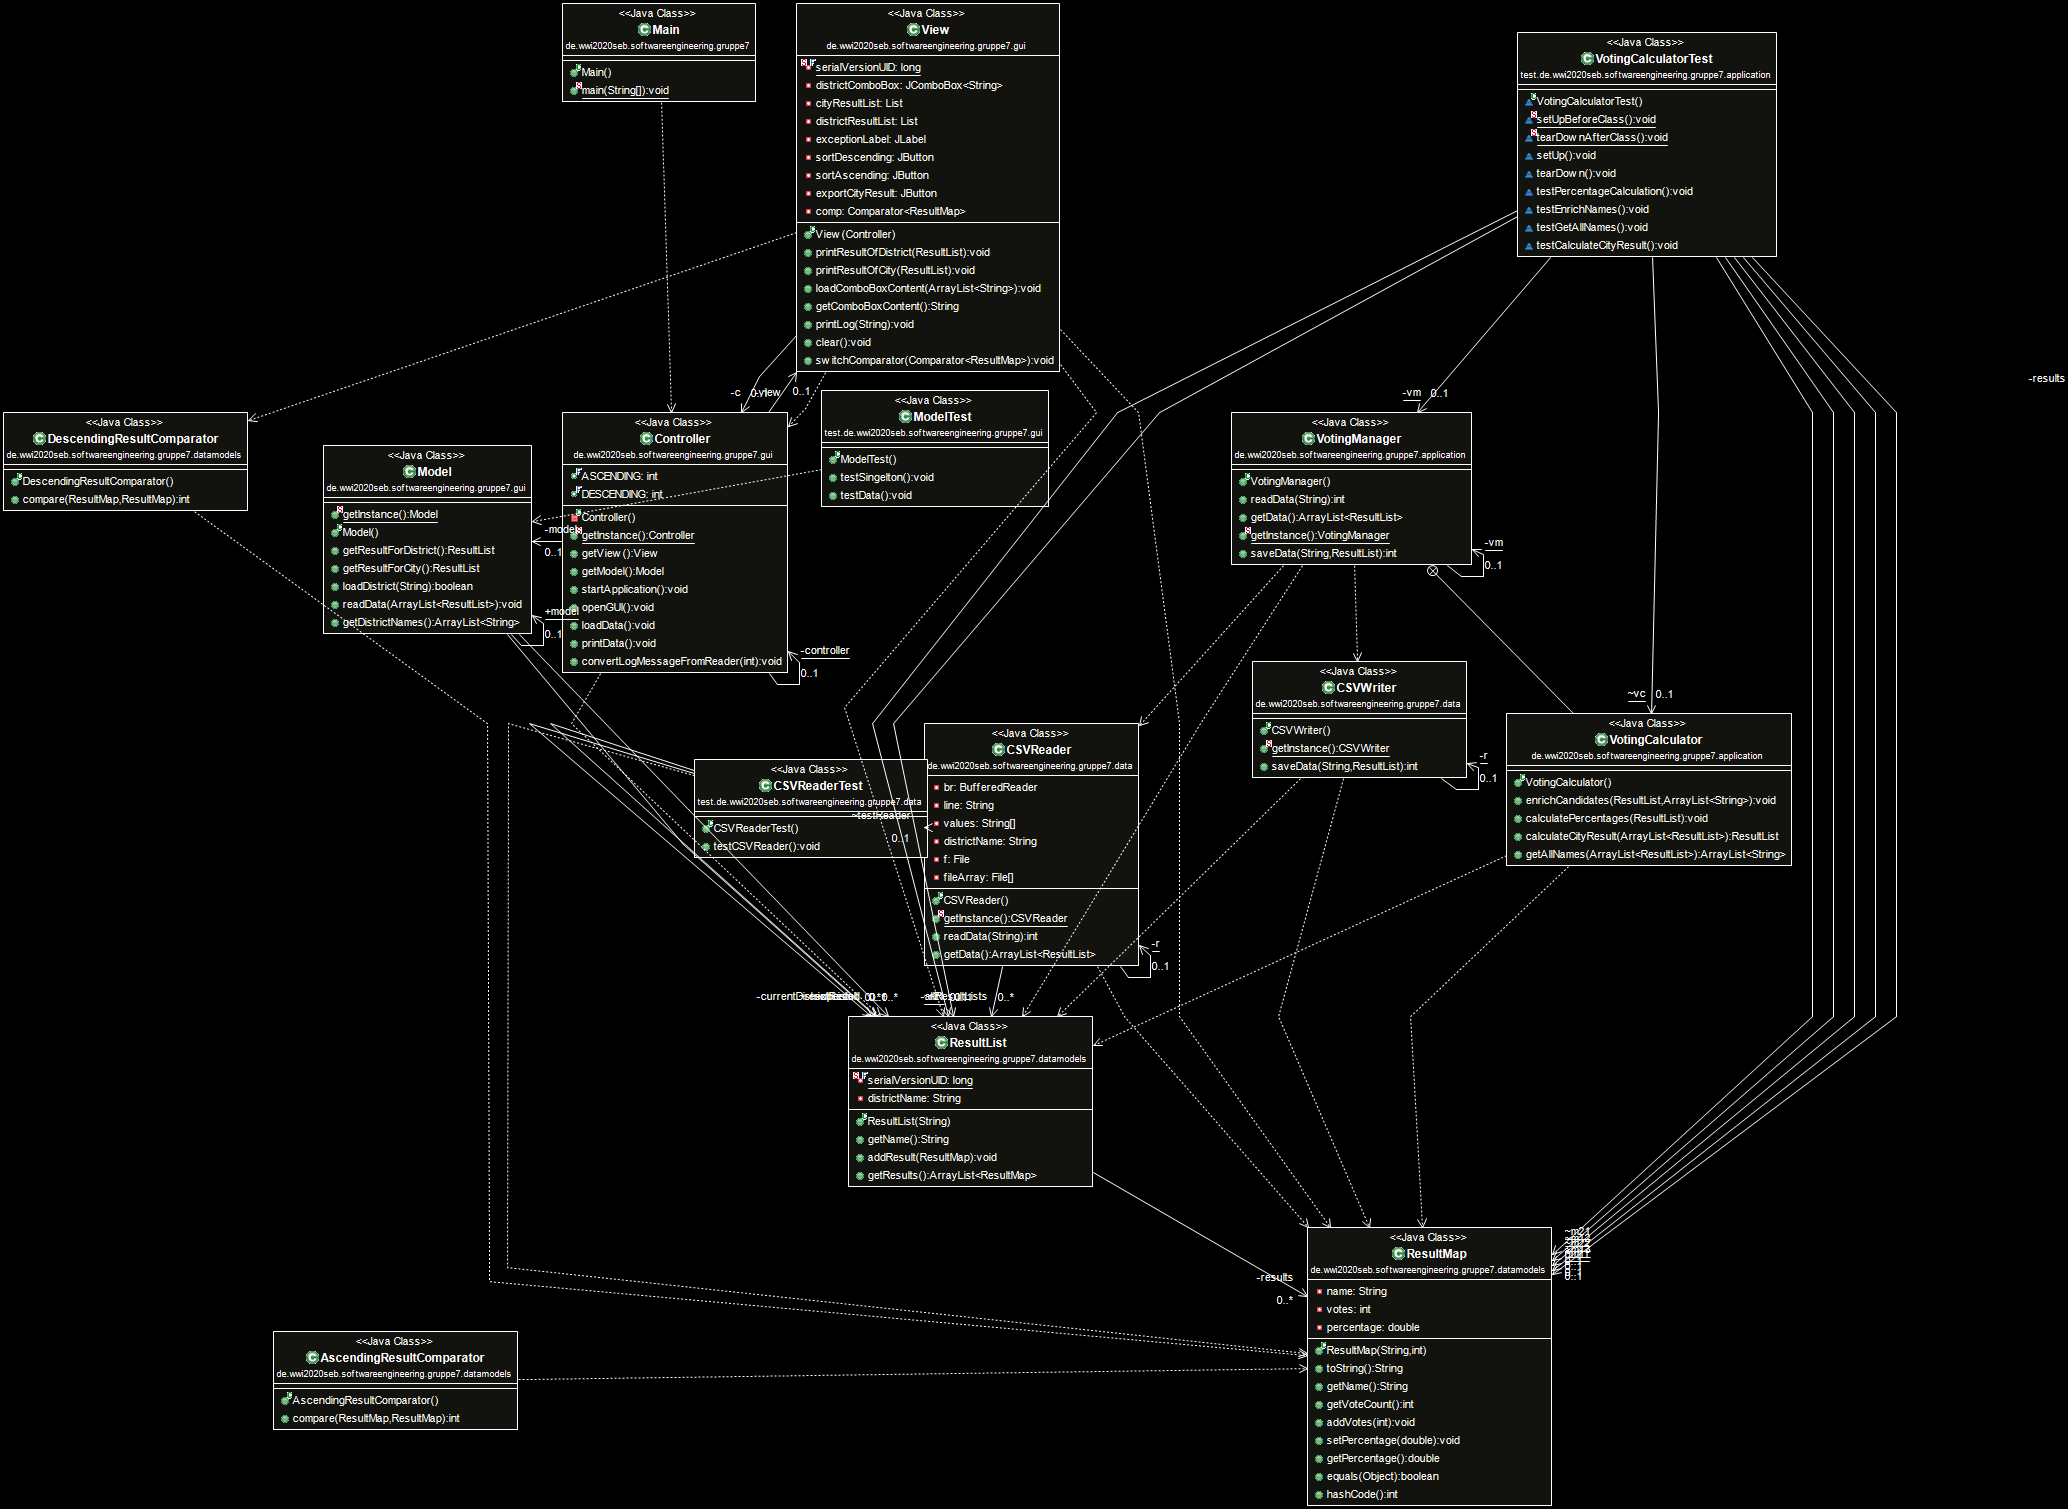 <<Java Class>>
Main
de.wwi2020seb.softwareengineering.gruppe7
Main()
main(String[]):void
<<Java Class>>
View
de.wwi2020seb.softwareengineering.gruppe7.gui
serialVersionUID: long
districtComboBox: JComboBox<String>
cityResultList: List
districtResultList: List
exceptionLabel: JLabel
sortDescending: JButton
sortAscending: JButton
exportCityResult: JButton
comp: Comparator<ResultMap>
View(Controller)
printResultOfDistrict(ResultList):void
printResultOfCity(ResultList):void
loadComboBoxContent(ArrayList<String>):void
getComboBoxContent():String
printLog(String):void
clear():void
switchComparator(Comparator<ResultMap>):void
<<Java Class>>
VotingCalculatorTest
test.de.wwi2020seb.softwareengineering.gruppe7.application
VotingCalculatorTest()
setUpBeforeClass():void
tearDownAfterClass():void
setUp():void
tearDown():void
testPercentageCalculation():void
testEnrichNames():void
testGetAllNames():void
testCalculateCityResult():void
-results
-c
-view
0..1
-vm 0..1
<<Java Class>>
DescendingResultComparator
de.wwi2020seb.softwareengineering.gruppe7.datamodels
DescendingResultComparator()
compare(ResultMap,ResultMap):int
<<Java Class>>
Model
de.wwi2020seb.softwareengineering.gruppe7.gui
getInstance():Model
Model()
getResultForDistrict():ResultList
getResultForCity():ResultList
loadDistrict(String):boolean
readData(ArrayList<ResultList>):void
getDistrictNames():ArrayList<String>
-model
0..1
+model
0..1
<<Java Class>>
Controller
de.wwi2020seb.softwareengineering.gruppe7.gui
ASCENDING: int
DESCENDING: int
Controller()
getInstance():Controller
getView():View
getModel():Model
startApplication():void
openGUI():void
loadData():void
printData():void
convertLogMessageFromReader(int):void
-controller
0..1
<<Java Class>>
ModelTest
test.de.wwi2020seb.softwareengineering.gruppe7.gui
ModelTest()
testSingelton():void
testData():void
<<Java Class>>
VotingManager
de.wwi2020seb.softwareengineering.gruppe7.application
VotingManager()
readData(String):int
getData():ArrayList<ResultList>
getInstance():VotingManager
saveData(String,ResultList):int
-vm
0..1
<<Java Class>>
CSVWriter
de.wwi2020seb.softwareengineering.gruppe7.data
CSVWriter()
getInstance():CSVWriter
saveData(String,ResultList):int
-r
0..1
~vc 0..1
<<Java Class>>
VotingCalculator
de.wwi2020seb.softwareengineering.gruppe7.application
VotingCalculator()
enrichCandidates(ResultList,ArrayList<String>):void
calculatePercentages(ResultList):void
calculateCityResult(ArrayList<ResultList>):ResultList
getAllNames(ArrayList<ResultList>):ArrayList<String>
<<Java Class>>
CSVReaderTest
test.de.wwi2020seb.softwareengineering.gruppe7.data
CSVReaderTest()
testCSVReader():void
~testReader
0..1
<<Java Class>>
CSVReader
de.wwi2020seb.softwareengineering.gruppe7.data
br: BufferedReader
line: String
values: String[]
districtName: String
f: File
fileArray: File[]
CSVReader()
getInstance():CSVReader
readData(String):int
getData():ArrayList<ResultList>
-r
0..1
0..*
0..*
<<Java Class>>
ResultList
de.wwi2020seb.softwareengineering.gruppe7.datamodels
serialVersionUID: long
districtName: String
ResultList(String)
getName():String
addResult(ResultMap):void
getResults():ArrayList<ResultMap>
-results
0..*
~m21
0..1
<<Java Class>>
ResultMap
de.wwi2020seb.softwareengineering.gruppe7.datamodels
name: String
votes: int
percentage: double
ResultMap(String,int)
toString():String
getName():String
getVoteCount():int
addVotes(int):void
setPercentage(double):void
getPercentage():double
equals(Object):boolean
hashCode():int
<<Java Class>>
AscendingResultComparator
de.wwi2020seb.softwareengineering.gruppe7.datamodels
AscendingResultComparator()
compare(ResultMap,ResultMap):int